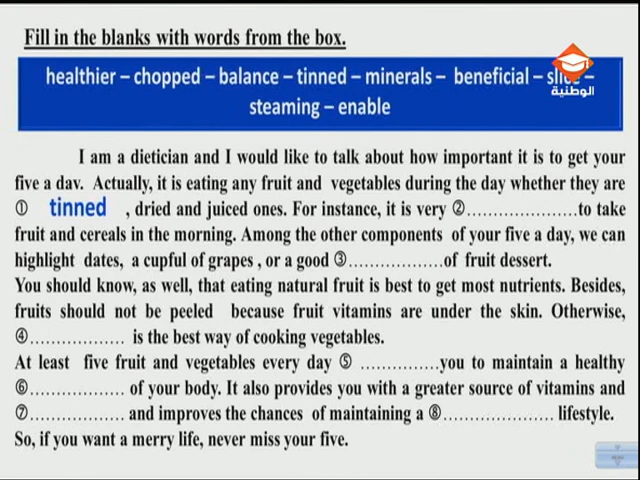 Fill in the blanks with words from the box.
healthier – chopped – balance – tinned – minerals – beneficial – slice –
steaming – enable
الوطنية
I am a dietician and I would like to talk about how important it is to get your
five a day. Actually, it is eating any fruit and vegetables during the day whether they are
① tinned , dried and juiced ones. For instance, it is very ②.....................to take
fruit and cereals in the morning. Among the other components of your five a day, we can
highlight dates, a cupful of grapes , or a good ③..................of fruit dessert.
You should know, as well, that eating natural fruit is best to get most nutrients. Besides,
fruits should not be peeled because fruit vitamins are under the skin. Otherwise,
④.................. is the best way of cooking vegetables.
At least five fruit and vegetables every day ⑤ ...............you to maintain a healthy
⑥.................. of your body. It also provides you with a greater source of vitamins and
⑦.................. and improves the chances of maintaining a ⑧..................... lifestyle.
So, if you want a merry life, never miss your five.